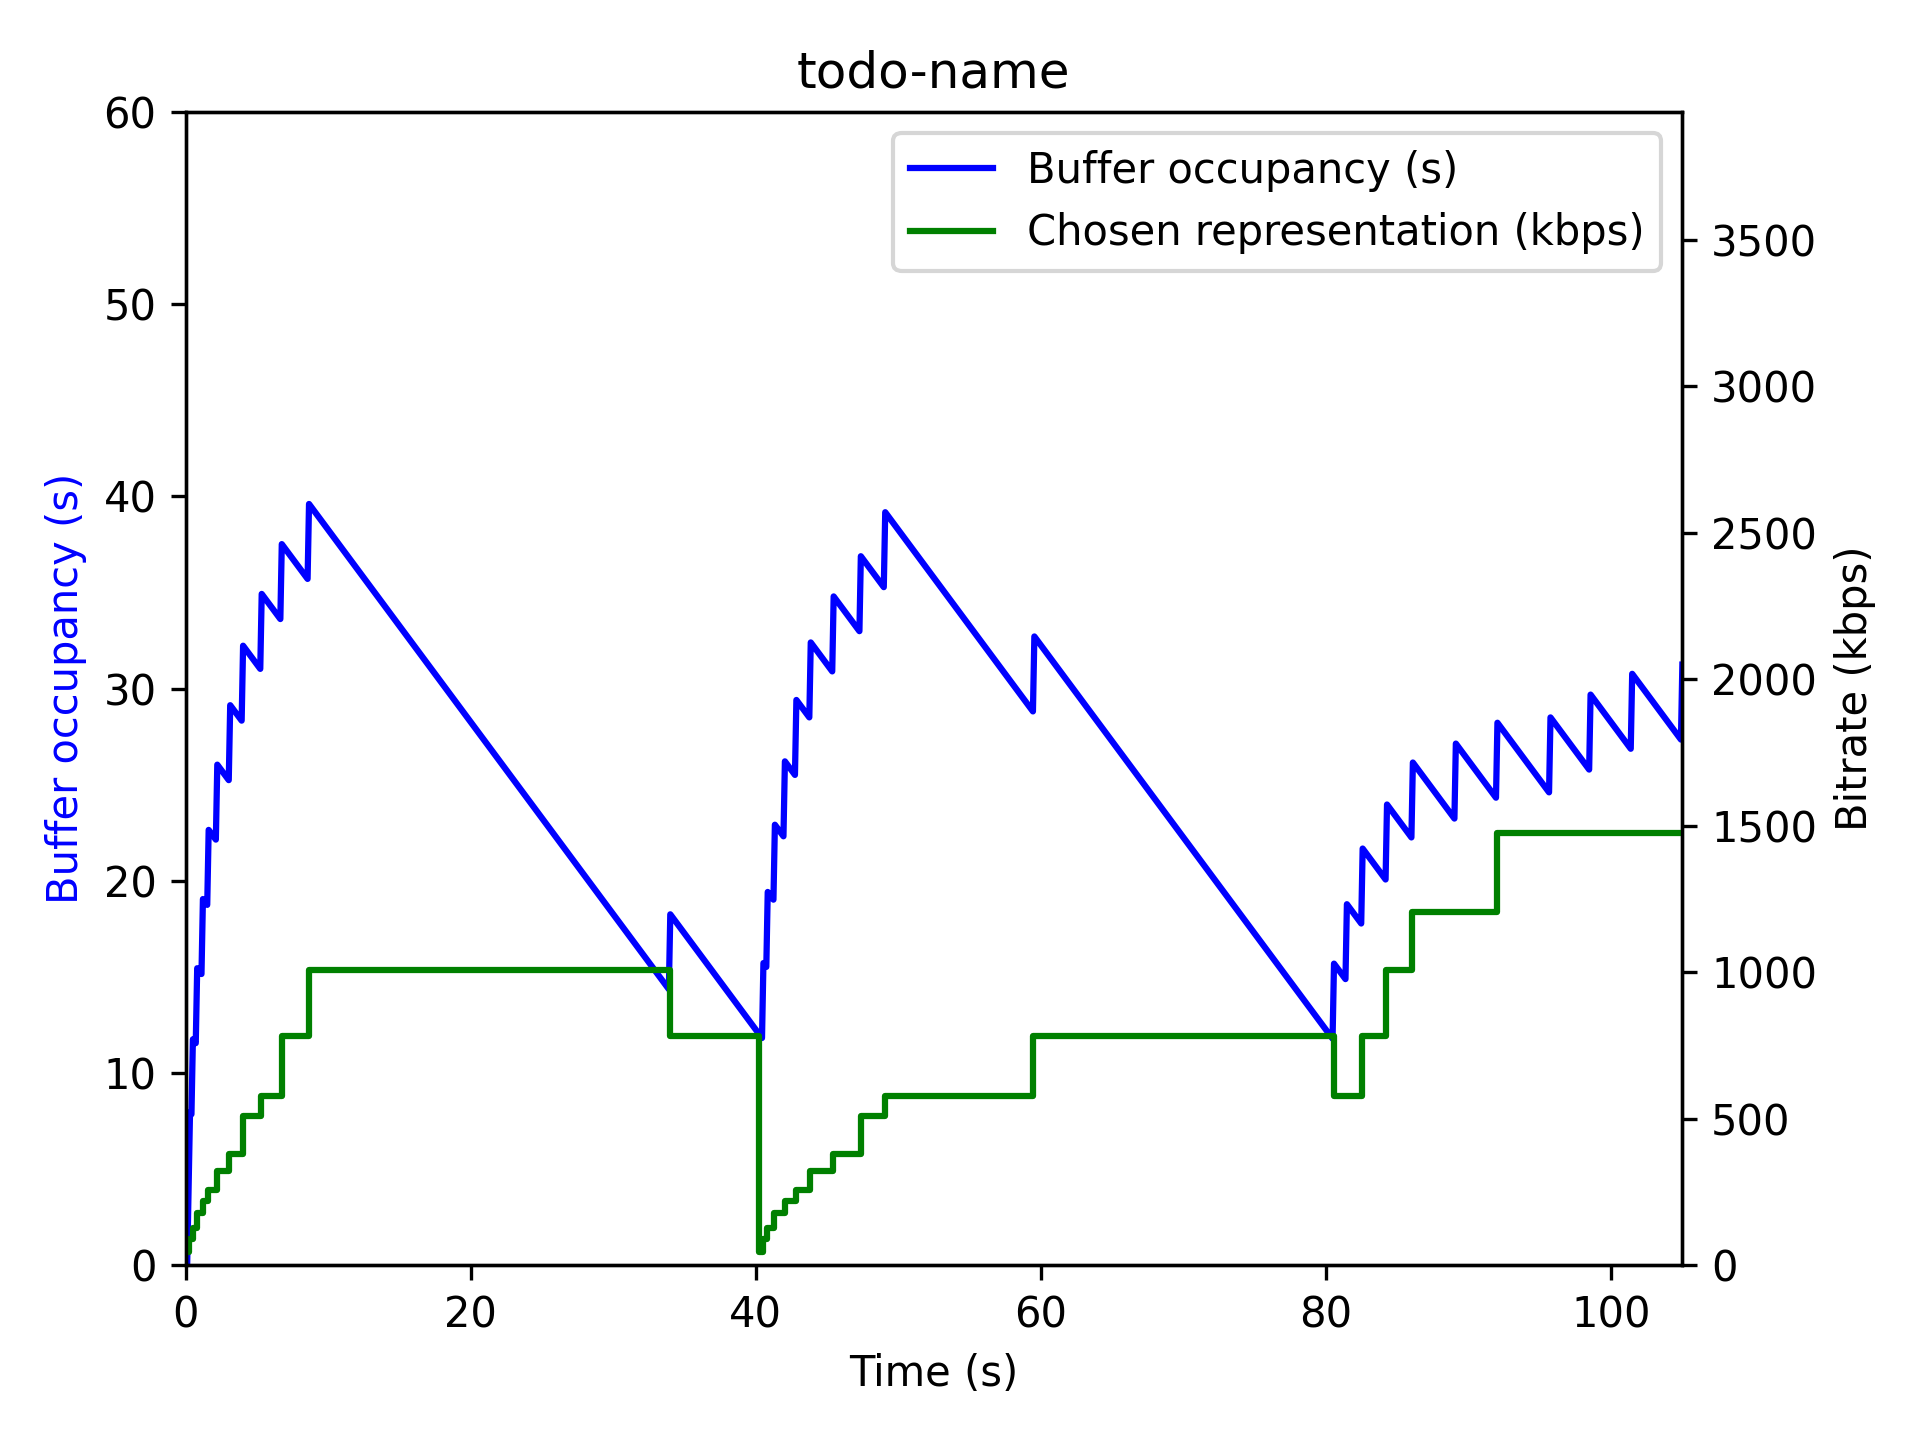 todo-name
Buffer occupancy (s)
Chosen representation (kbps)
60
50
40
30
20
10
0
Buffer occupancy (s)
3500
3000
2500
2000
1500
1000
500
0
Bitrate (kbps)
0 20 40 60 80 100
Time (s)